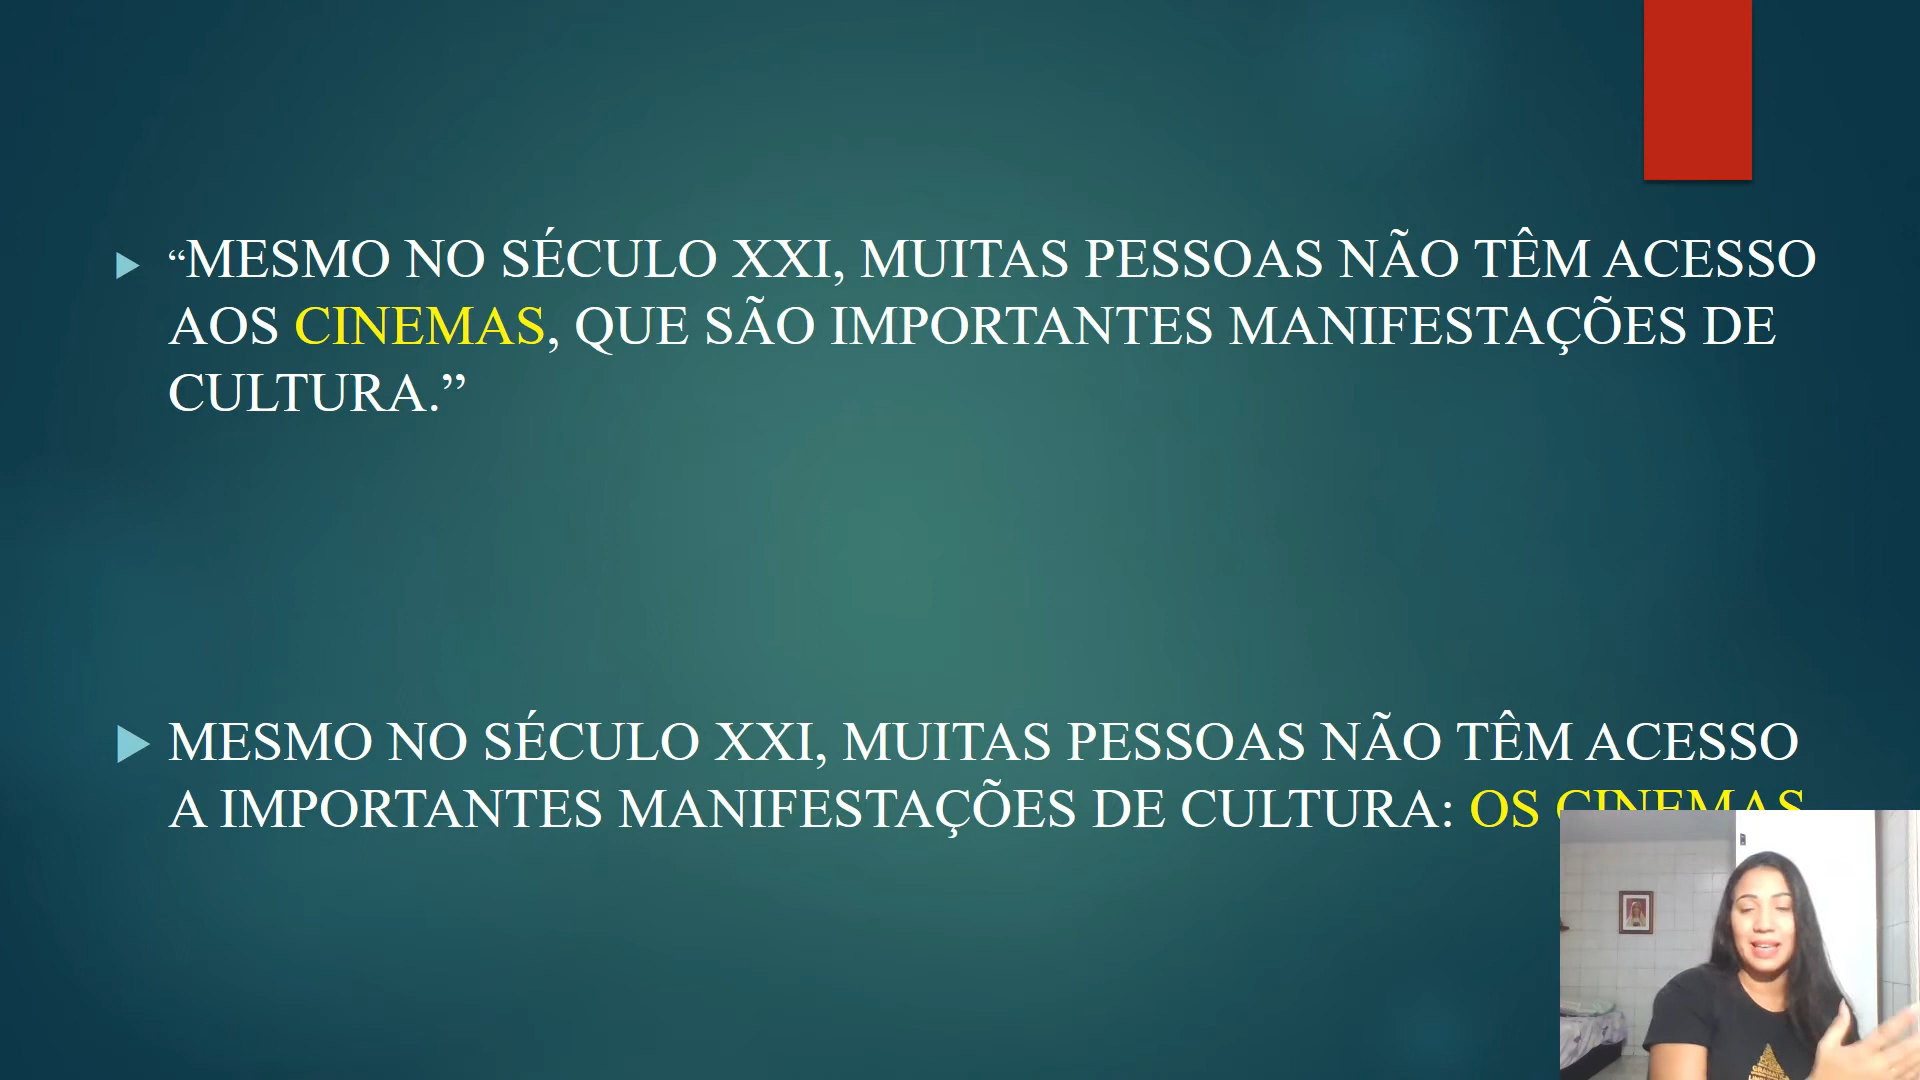 “MESMO NO SÉCULO XXI, MUITAS PESSOAS NÃO TÊM ACESSO
AOS CINEMAS, QUE SÃO IMPORTANTES MANIFESTAÇÕES DE
CULTURA.”
MESMO NO SÉCULO XXI, MUITAS PESSOAS NÃO TÊM ACESSO
A IMPORTANTES MANIFESTAÇÕES DE CULTURA: OS CINEMAS